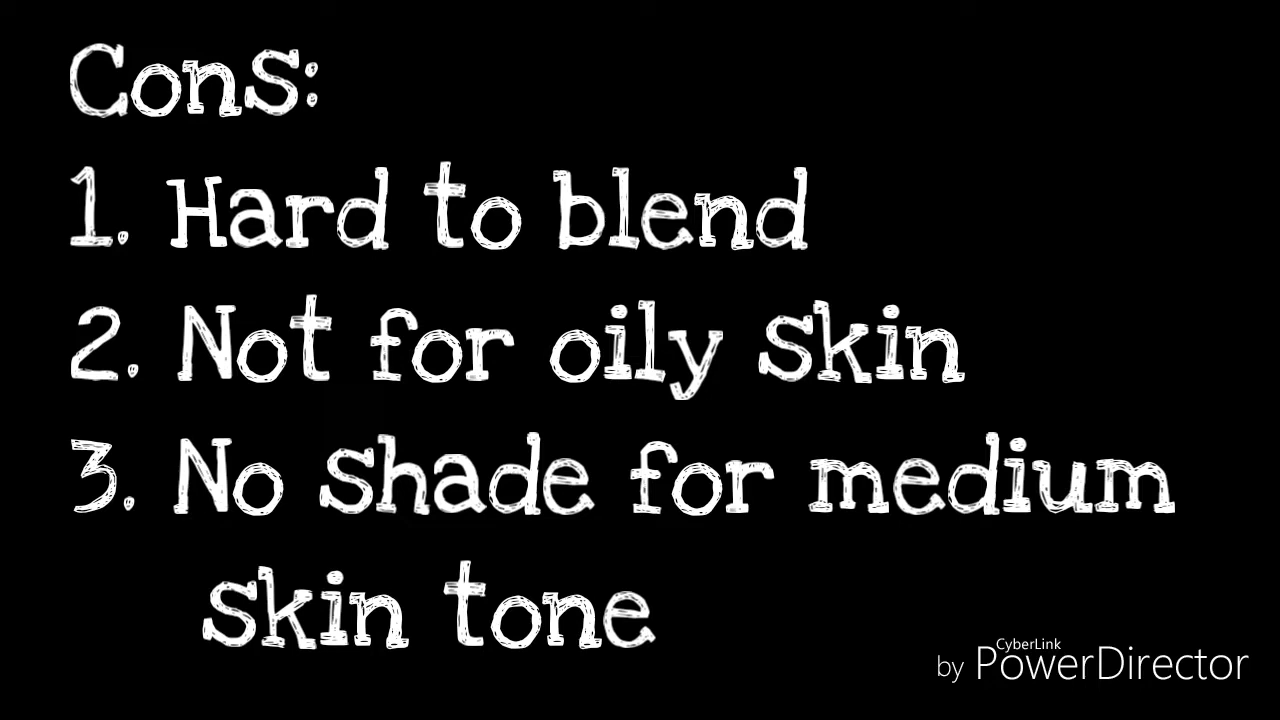 Cons:
1. Hard to blend
2. Not for oily skin
3. No shade for medium
skin tone
CyberLink
by PowerDirector